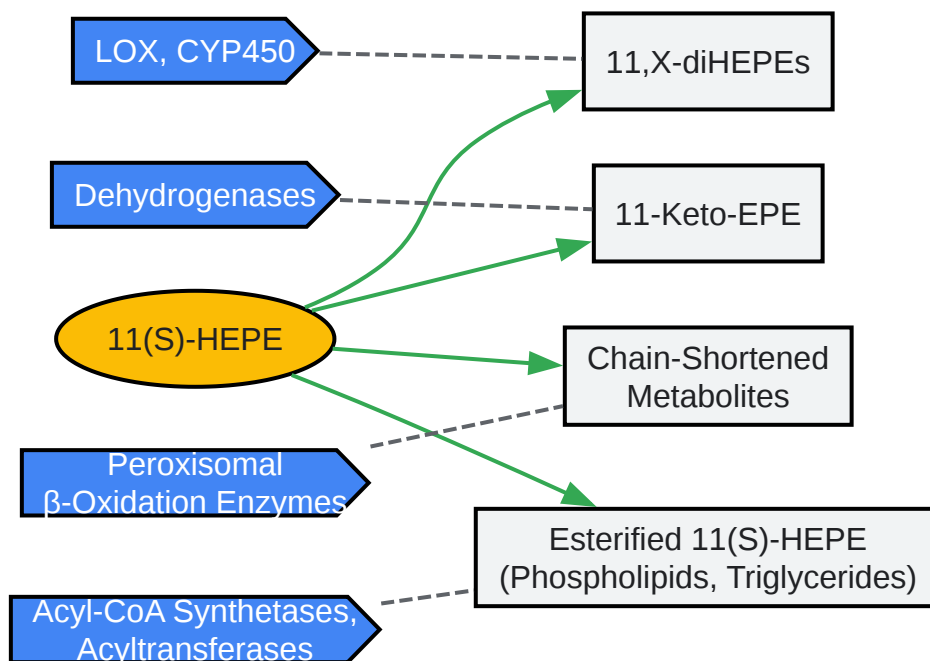 LOX, CYP450
11,X-diHEPEs
Dehydrogenases
11-Keto-EPE
11(S)-HEPE
Chain-Shortened
Metabolites
Peroxisomal
β-Oxidation Enzymes
Esterified 11(S)-HEPE
(Phospholipids, Triglycerides)
Acyl-CoA Synthetases,
Acyltransferases